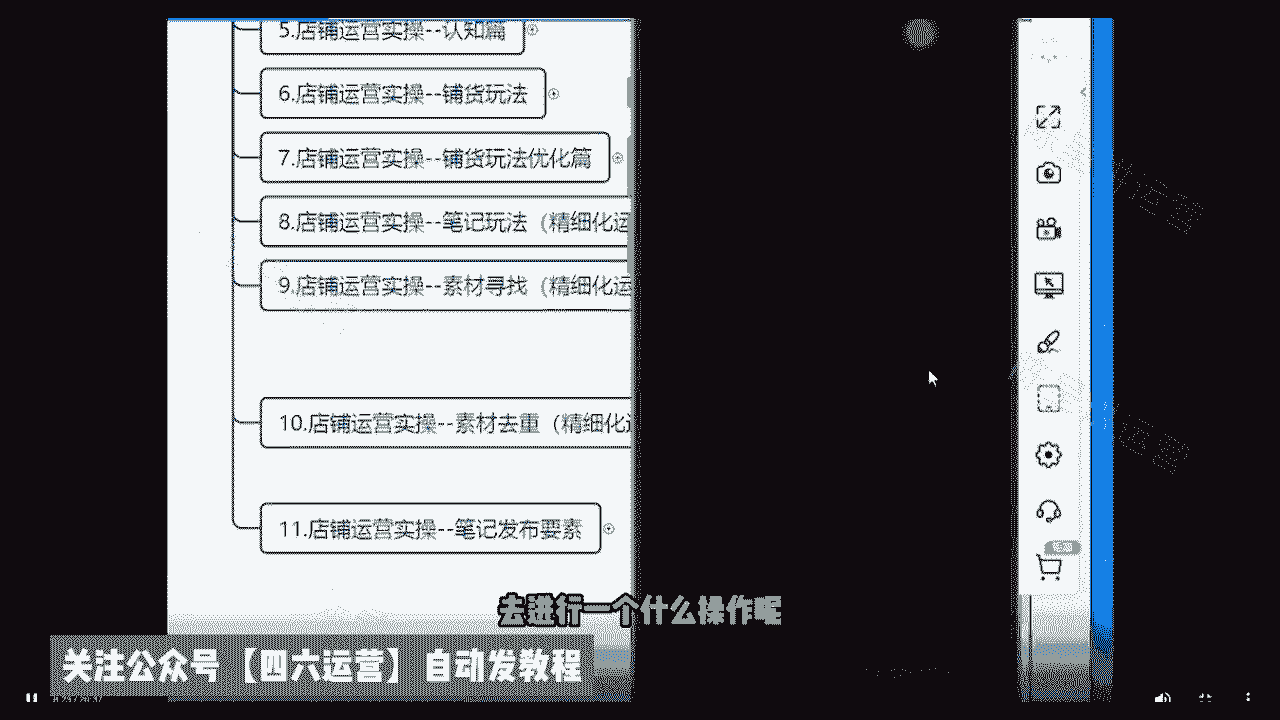 5.店铺运营实操--认知篇
6.店铺运营实操--铺货玩法
7.店铺运营实操--铺货玩法优化篇
8.店铺运营实操--笔记玩法（精细化运
9.店铺运营实操--素材寻找（精细化运
10.店铺运营实操--素材去重（精细化运
11.店铺运营实操--笔记发布要素
去进行一个什么操作呢
关注公众号【四六运营】自动发教程